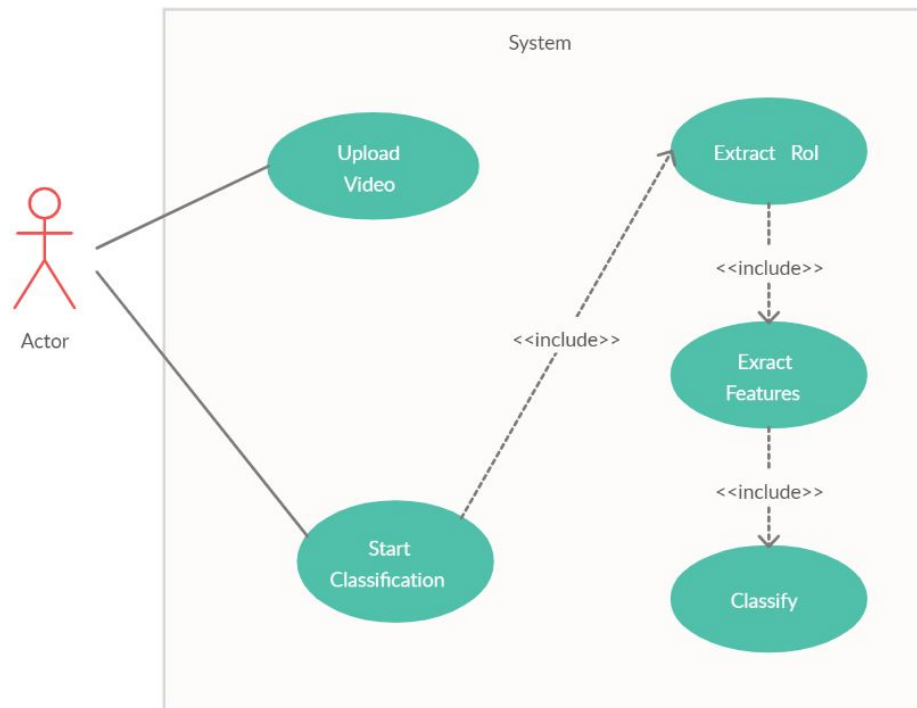 System
Upload
Video
Extract RoI
<<include>>
Actor
<<include>>
Exract
Features
<<include>>
Start
Classification
Classify